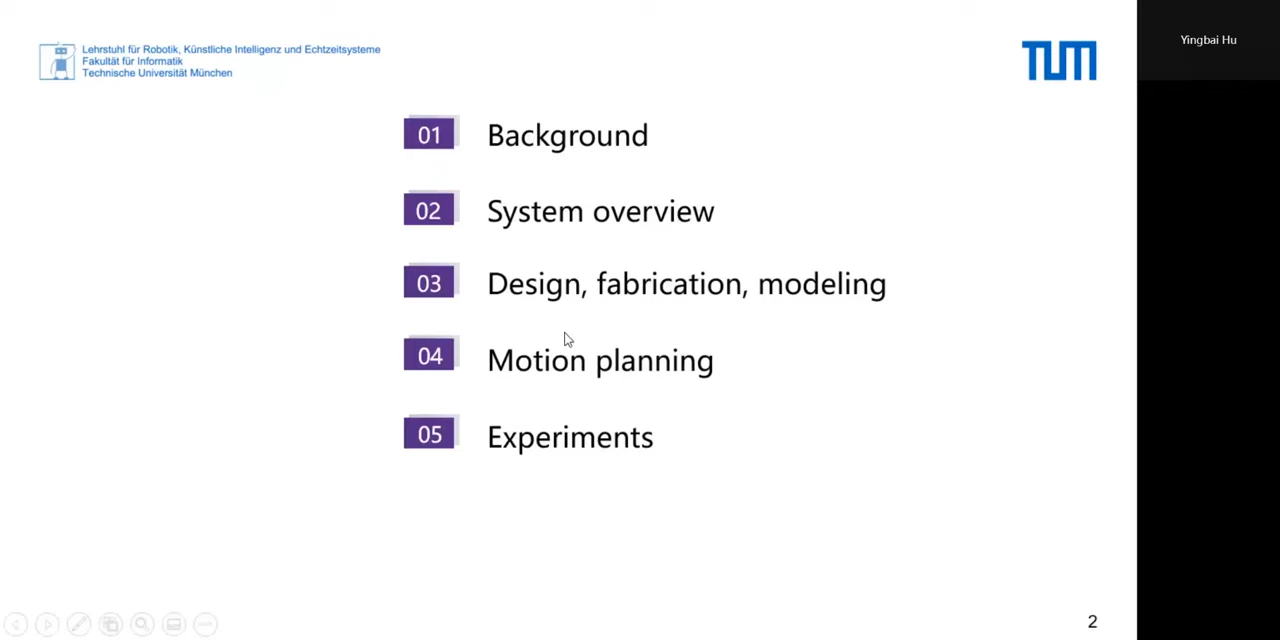 Lehrstuhl für Robotik, Künstliche Intelligenz und Echtzeitsysteme
Fakultät für Informatik
Technische Universität München
TUM
Yingbai Hu
01 Background
02 System overview
03 Design, fabrication, modeling
04 Motion planning
05 Experiments
2